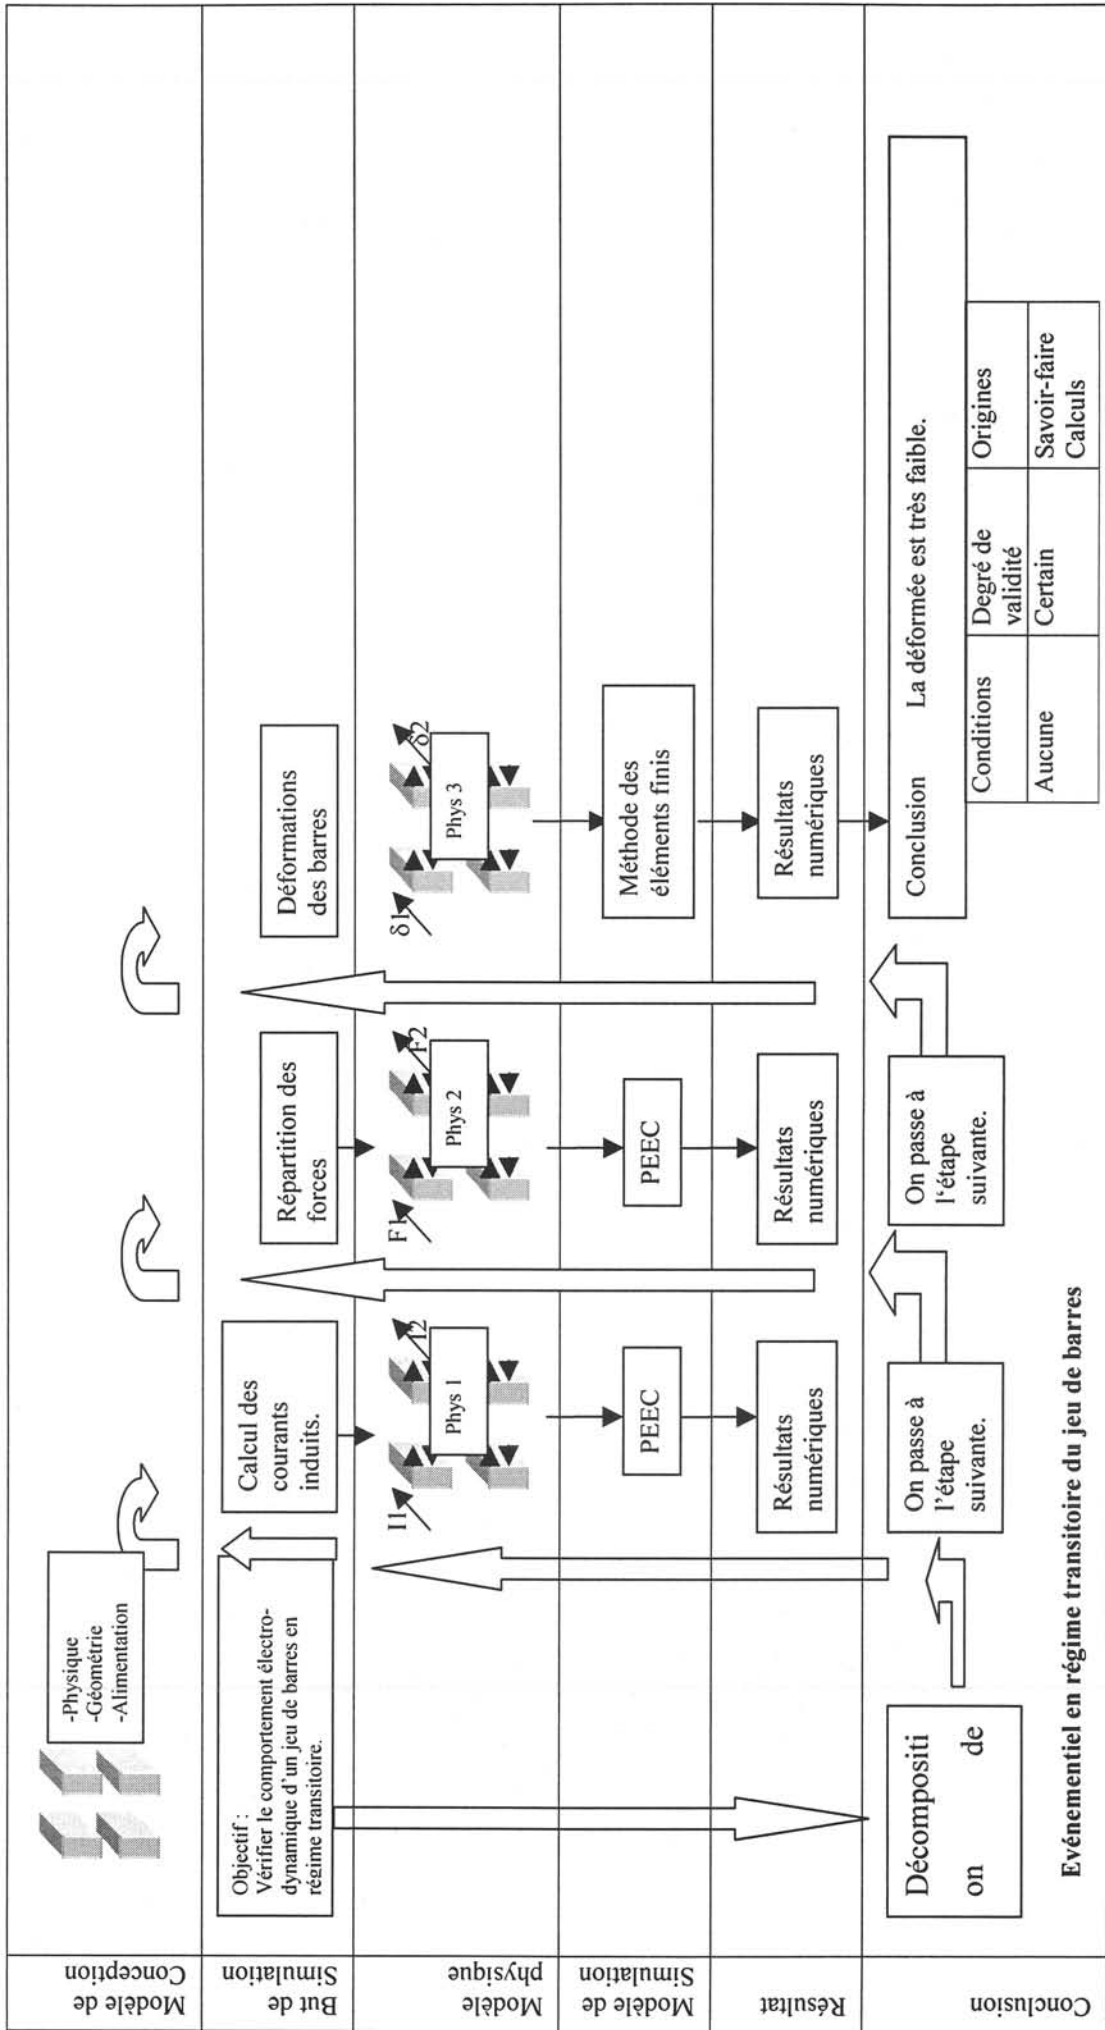 Modèle de
Conception
-Physique
-Géométrie
-Alimentation
But de
Simulation
Objectif :
Vérifier le comportement électro-
dynamique d'un jeu de barres en
régime transitoire.
Calcul des
courants
induits.
Répartition des
forces
Déformations
des barres
Modèle
physique
I1
Phys 1
I2
F1
Phys 2
F2
δ1
Phys 3
δ2
Modèle de
Simulation
PEEC
PEEC
Méthode des
éléments finis
Résultat
Résultats
numériques
Résultats
numériques
Résultats
numériques
Conclusion
Décompositi
on de
On passe à
l'étape
suivante.
On passe à
l'étape
suivante.
Conclusion La déformée est très faible.
Conditions
Degré de
validité
Origines
Aucune
Certain
Savoir-faire
Calculs
Evénementiel en régime transitoire du jeu de barres